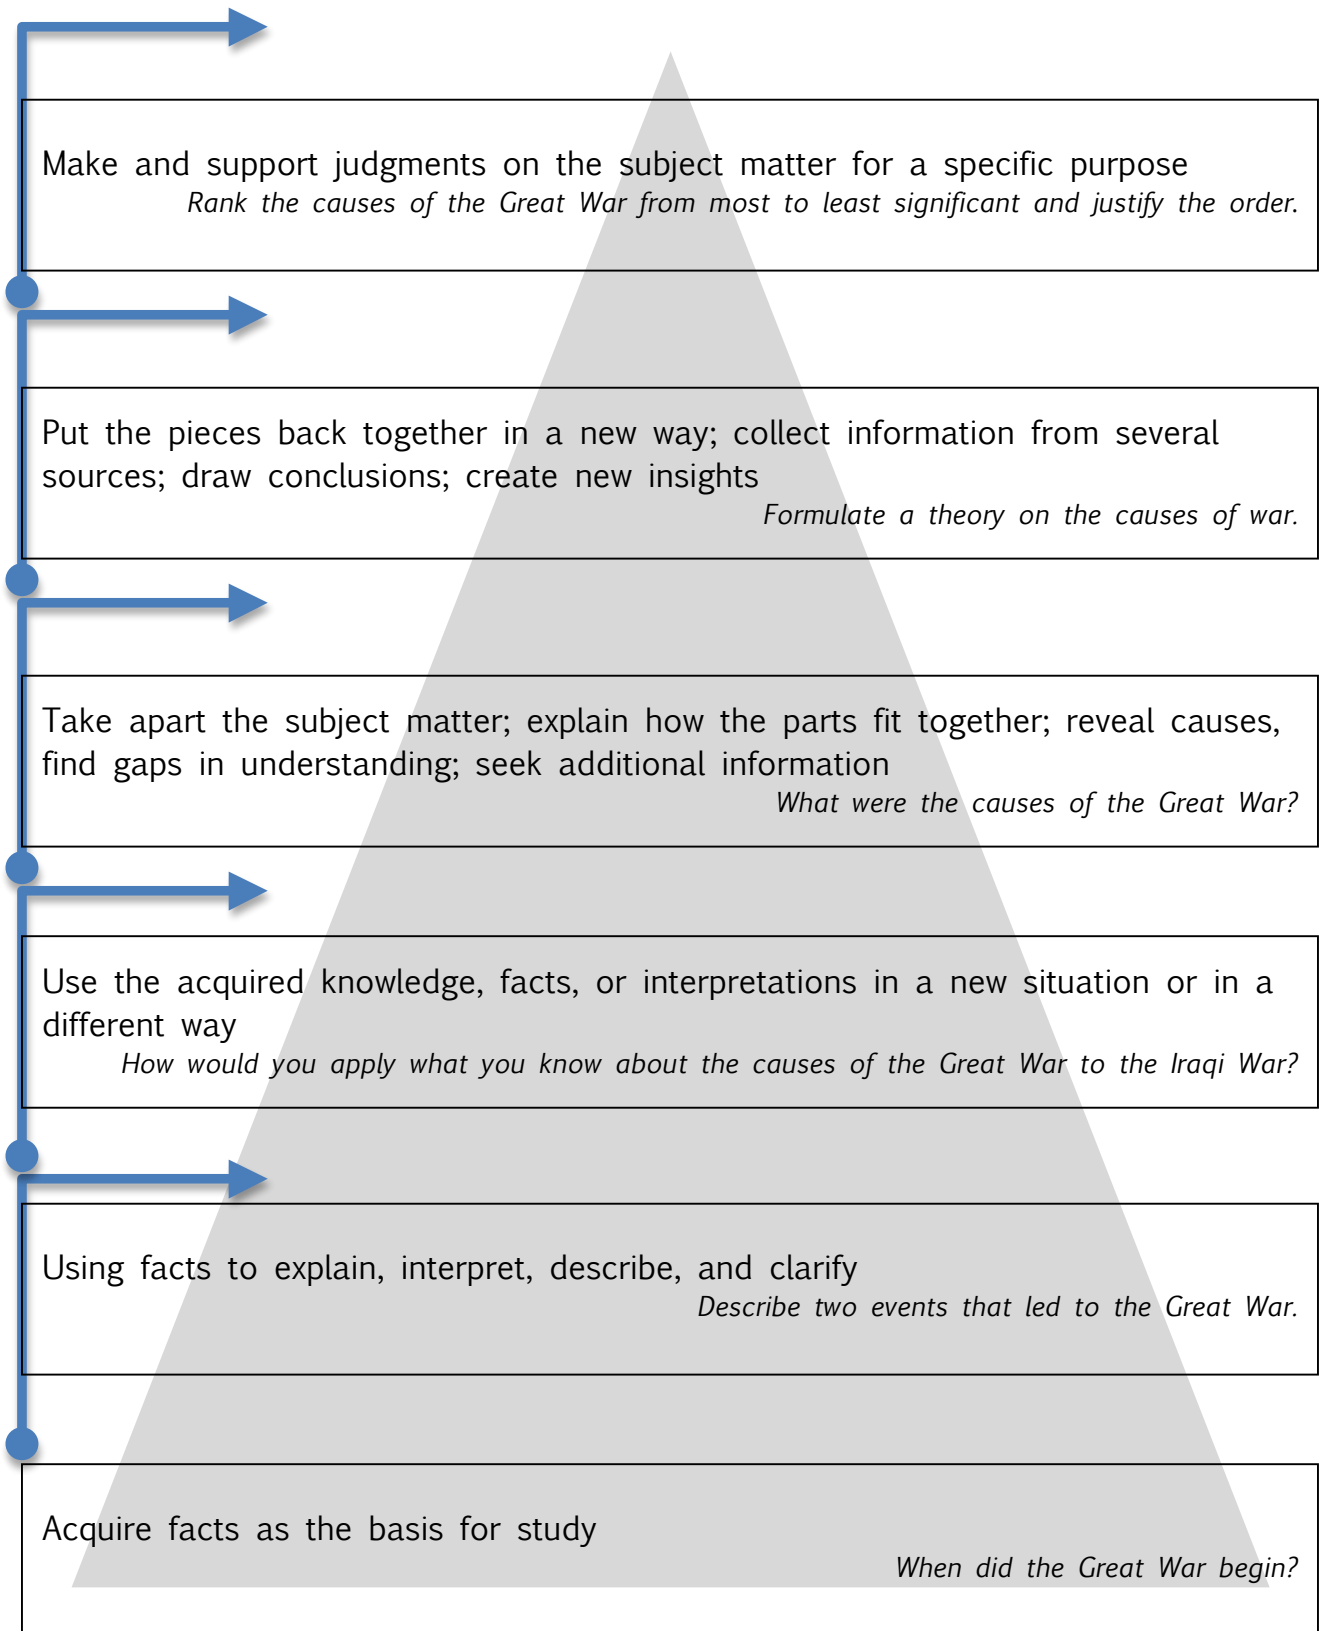 Make and support judgments on the subject matter for a specific purpose
Rank the causes of the Great War from most to least significant and justify the order.
Put the pieces back together in a new way; collect information from several
sources; draw conclusions; create new insights
Formulate a theory on the causes of war.
Take apart the subject matter; explain how the parts fit together; reveal causes,
find gaps in understanding; seek additional information
What were the causes of the Great War?
Use the acquired knowledge, facts, or interpretations in a new situation or in a
different way
How would you apply what you know about the causes of the Great War to the Iraqi War?
Using facts to explain, interpret, describe, and clarify
Describe two events that led to the Great War.
Acquire facts as the basis for study
When did the Great War begin?